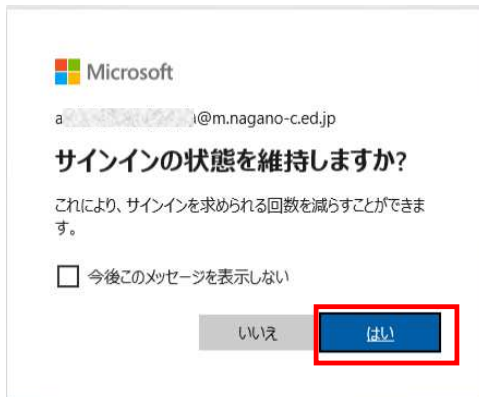 Microsoft
a @m.nagano-c.ed.jp
サインインの状態を維持しますか?
これにより、サインインを求められる回数を減らすことができま
す。
今後このメッセージを表示しない
いいえ
はい